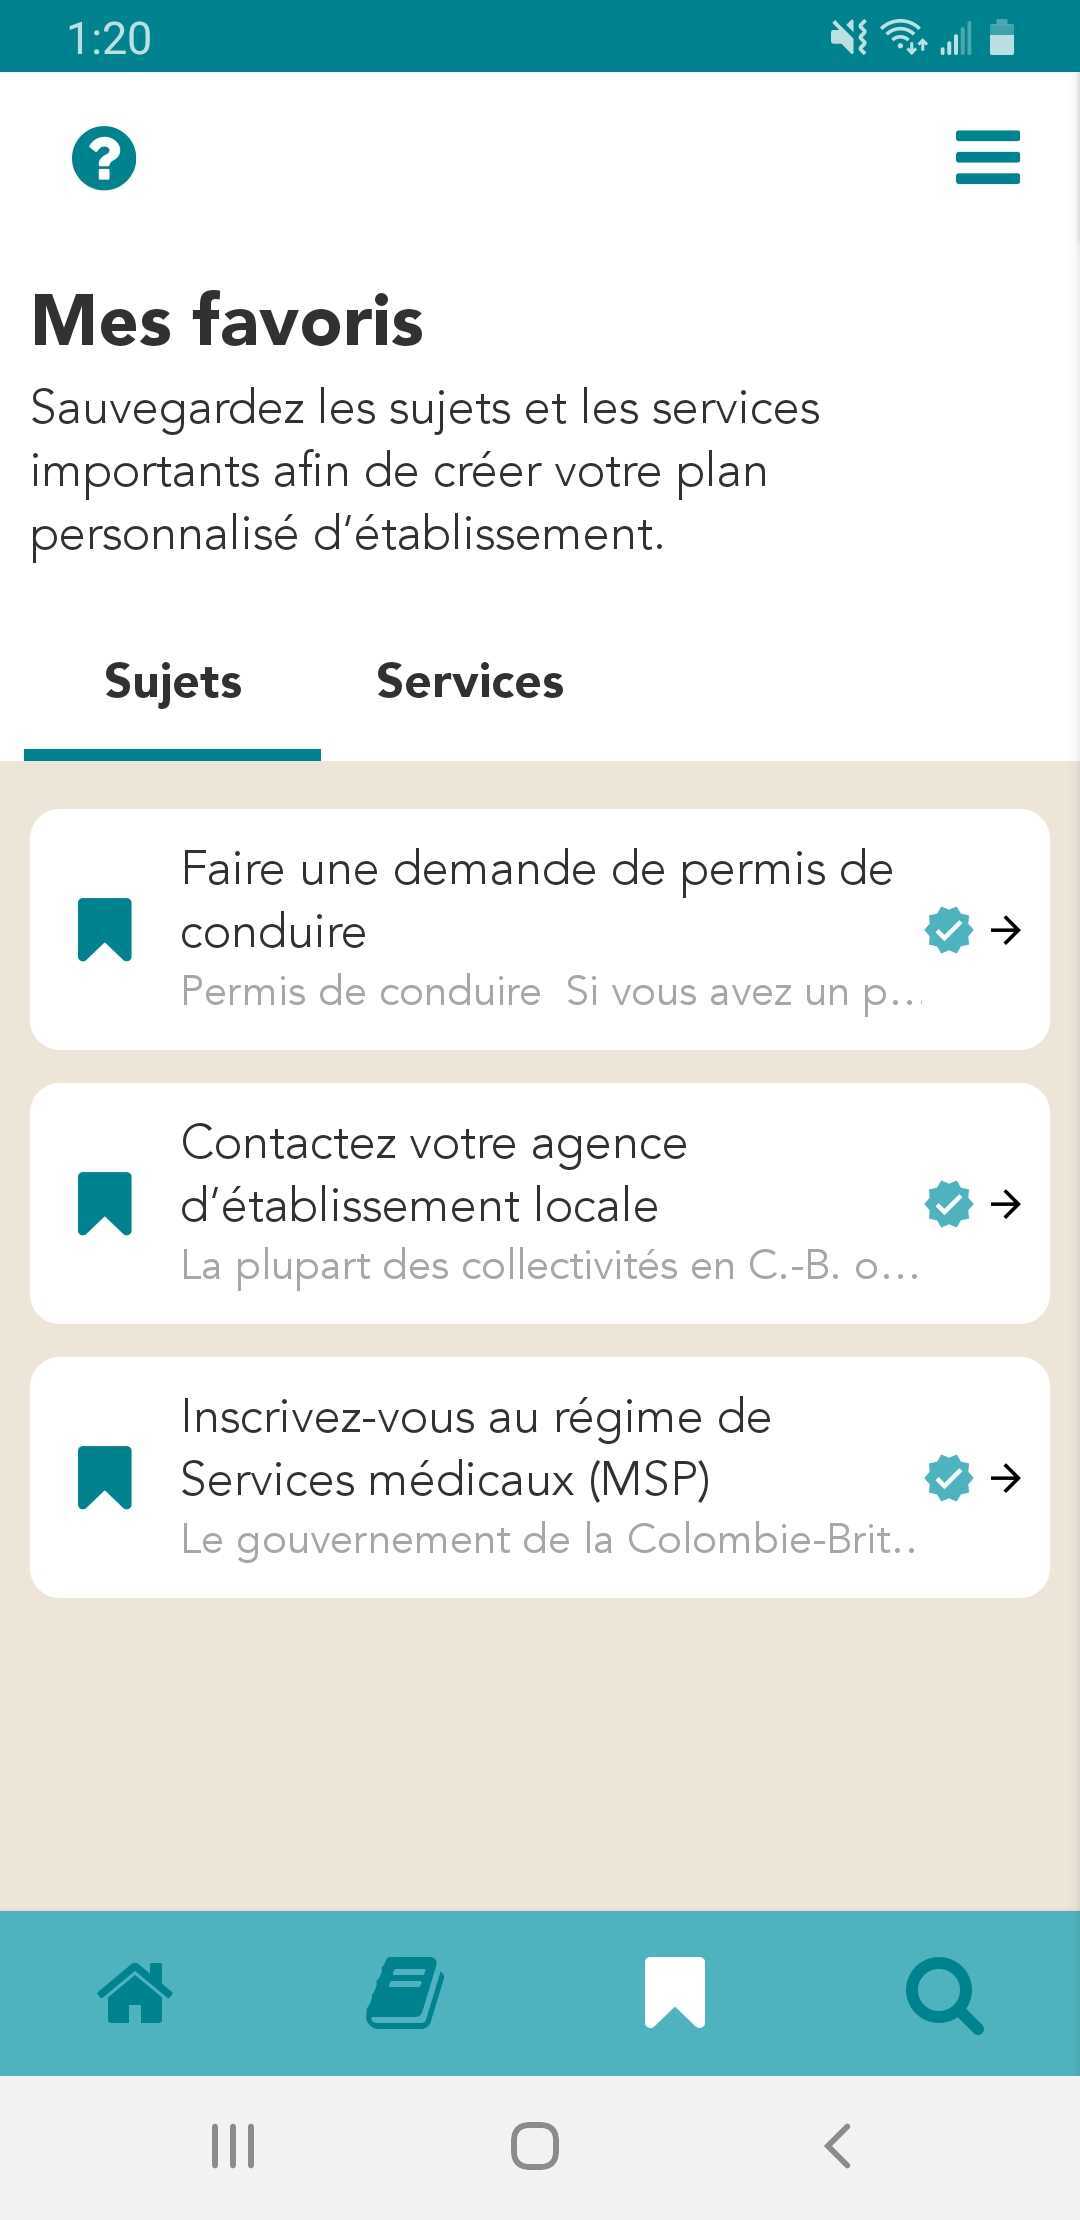 1:20
Mes favoris
Sauvegardez les sujets et les services
importants afin de créer votre plan
personnalisé d’établissement.
Sujets
Services
Faire une demande de permis de
conduire
Permis de conduire  Si vous avez un p...
Contactez votre agence
d’établissement locale
La plupart des collectivités en C.-B. o...
Inscrivez-vous au régime de
Services médicaux (MSP)
Le gouvernement de la Colombie-Brit..